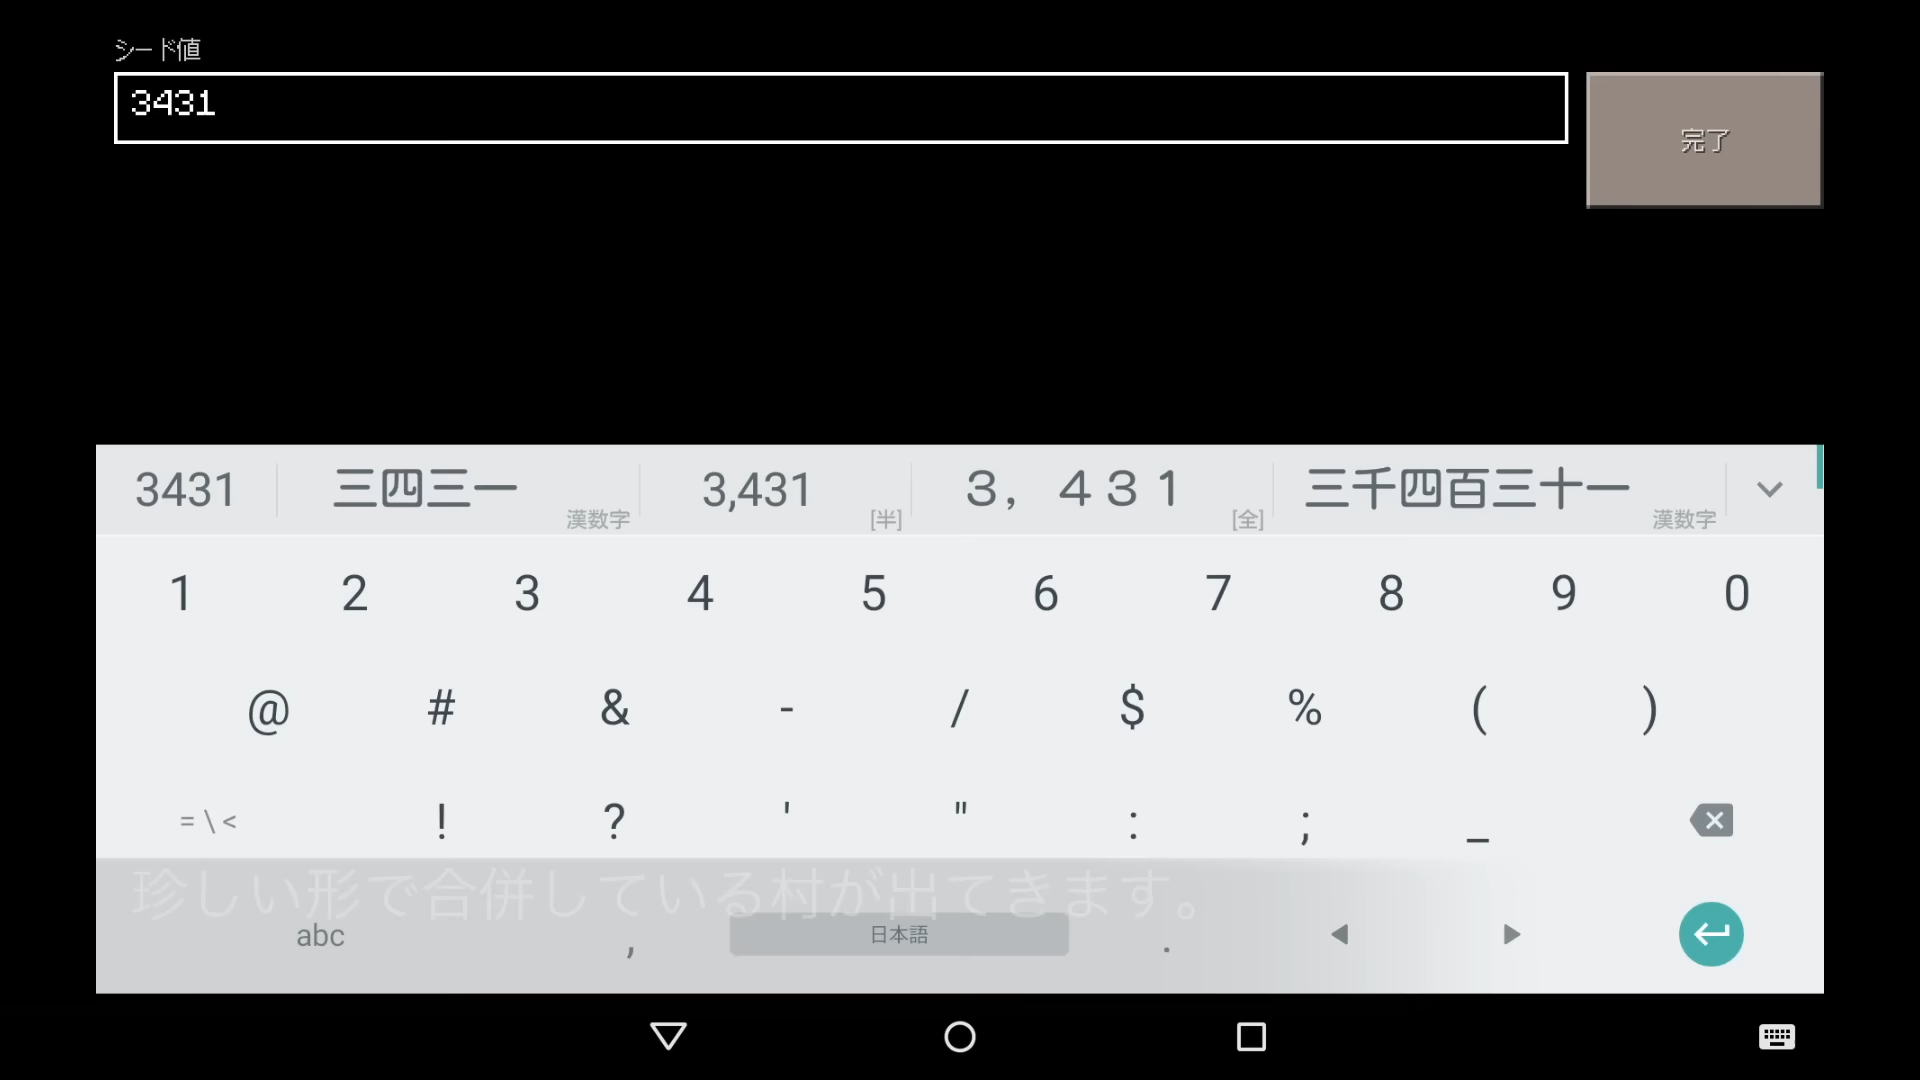 シード値
3431
完了
3431 三四三一 漢数字 3,431 [半] ３，４３１ [全] 三千四百三十一 漢数字
1 2 3 4 5 6 7 8 9 0
@ # & - / $ % ( )
= \ < ! ? ' " : ; _
珍しい形で合併している村が出てきます。
abc , 日本語 .